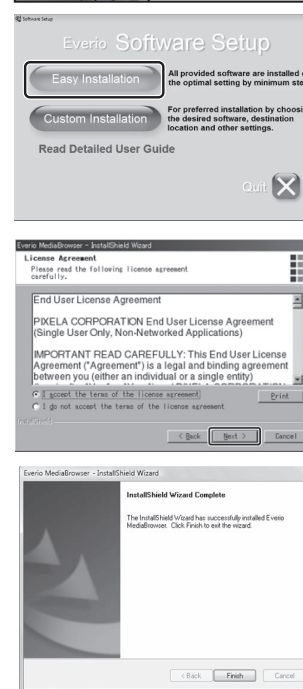 Software Setup
Everio Software Setup
Easy Installation
All provided software are installed
the optimal setting by minimum
Custom Installation
For preferred installation by
the desired software, destination
location and other settings.
Read Detailed User Guide
Quit
Everio MediaBrowser - InstallShield Wizard
License Agreement
Please read the following license agreement
carefully.
End User License Agreement
PIXELA CORPORATION End User License Agreement
(Single User Only, Non-Networked Applications)
IMPORTANT READ CAREFULLY: This End User License
Agreement ("Agreement") is a legal and binding agreement
between you (either an individual or a single entity)
I accept the terms of the license agreement
Print
I do not accept the terms of the license agreement
InstallShield
< Back
Next >
Cancel
Everio MediaBrowser - InstallShield Wizard
InstallShield Wizard Complete
The InstallShield Wizard has successfully installed Everio
MediaBrowser. Click Finish to exit the wizard.
< Back
Finish
Cancel